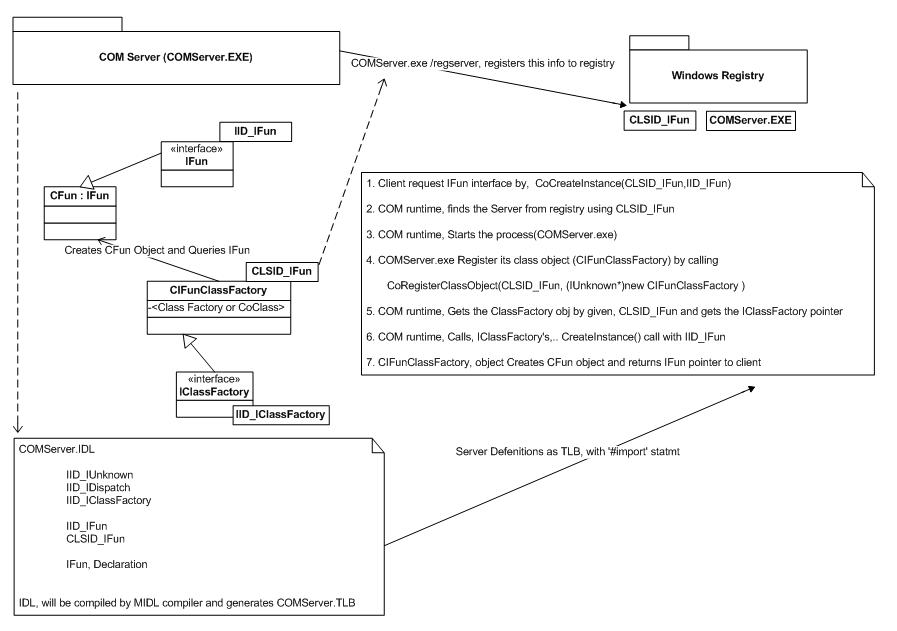 COM Server (COMServer.EXE)
COMServer.exe /regserver, registers this info to registry
Windows Registry
CLSID_IFun
COMServer.EXE
IID_IFun
«interface»
IFun
CFun : IFun
Creates CFun Object and Queries IFun
CLSID_IFun
CIFunClassFactory
-<Class Factory or CoClass>
«interface»
IClassFactory
IID_IClassFactory
1. Client request IFun interface by,  CoCreateInstance(CLSID_IFun,IID_IFun)
2. COM runtime, finds the Server from registry using CLSID_IFun
3. COM runtime, Starts the process(COMServer.exe)
4. COMServer.exe Register its class object (CIFunClassFactory) by calling
CoRegisterClassObject(CLSID_IFun, (IUnknown*)new CIFunClassFactory )
5. COM runtime, Gets the ClassFactory obj by given, CLSID_IFun and gets the IClassFactory pointer
6. COM runtime, Calls, IClassFactory's,.. CreateInstance() call with IID_IFun
7. CIFunClassFactory, object Creates CFun object and returns IFun pointer to client
Server Defenitions as TLB, with '#import' statmt
COMServer.IDL
IID_IUnknown
IID_IDispatch
IID_IClassFactory
IID_IFun
CLSID_IFun
IFun, Declaration
IDL, will be compiled by MIDL compiler and generates COMServer.TLB